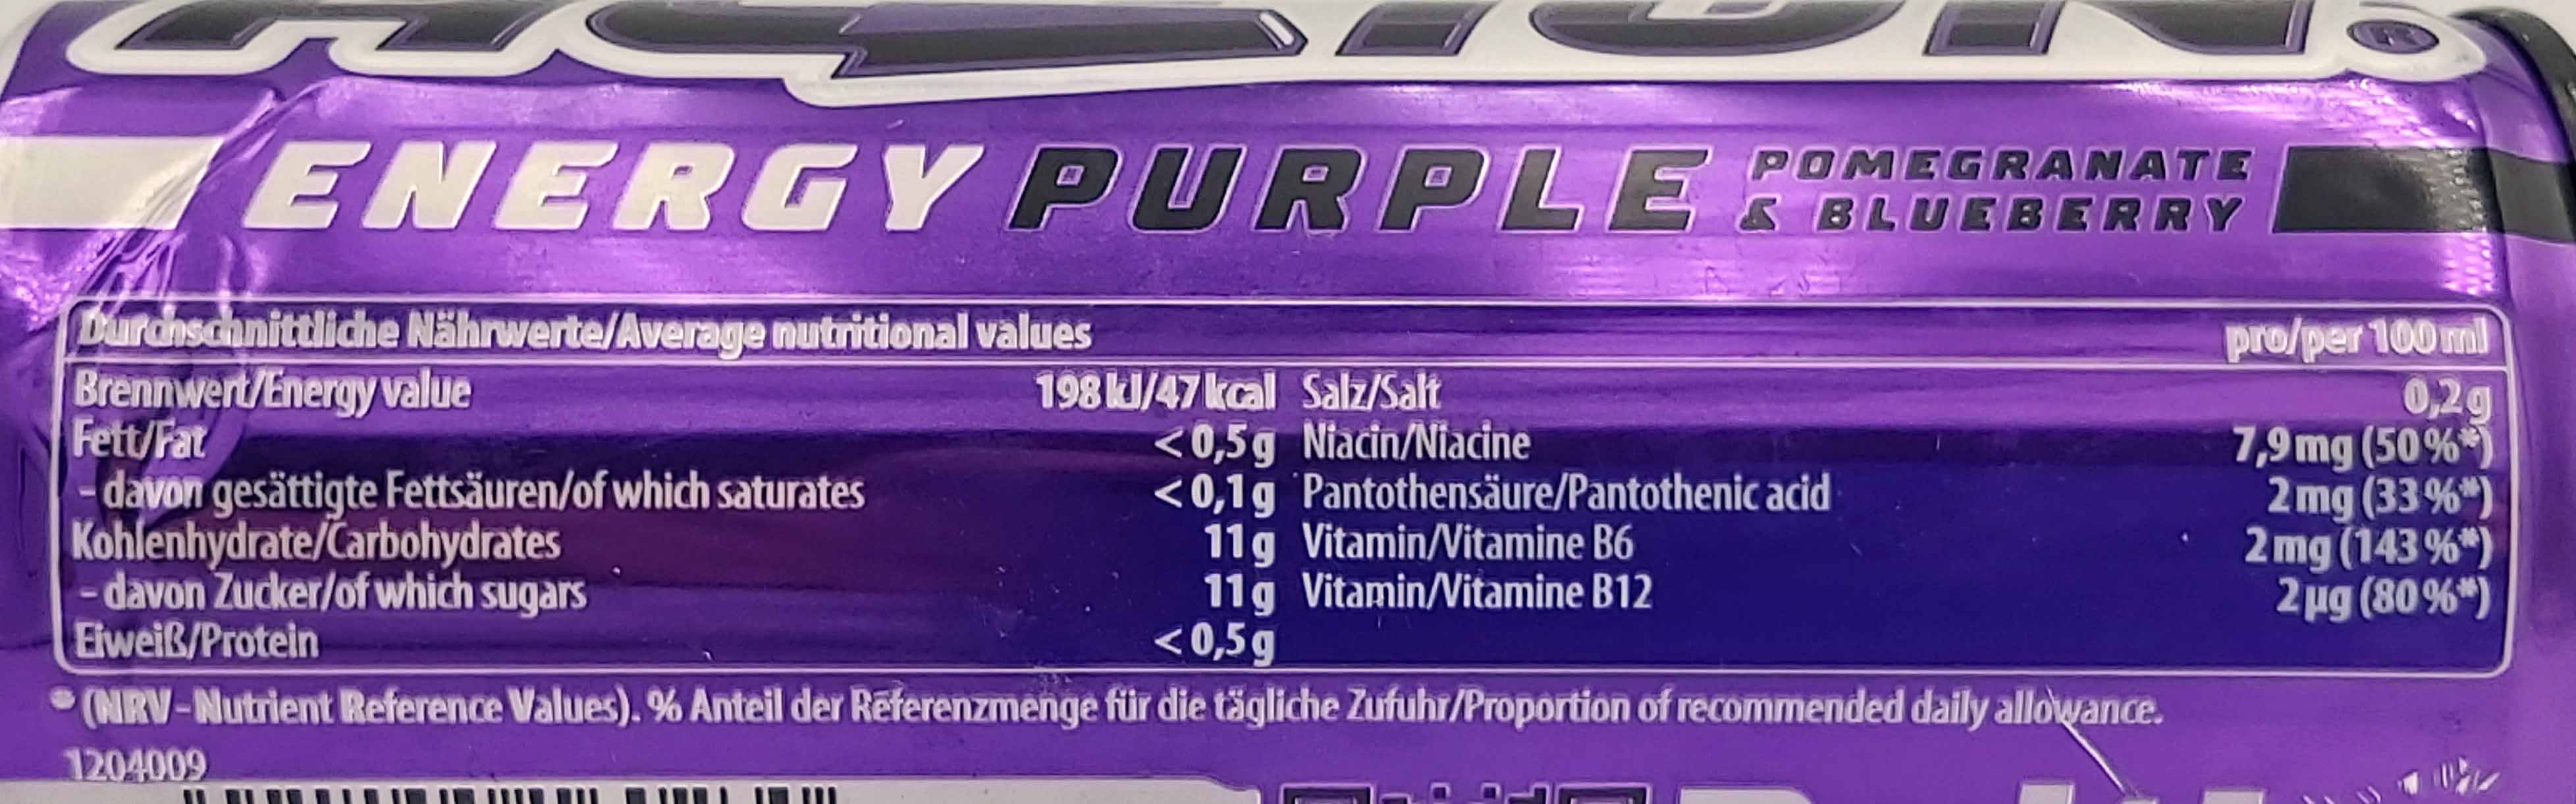 ENERGY PURPLE POMEGRANATE
& BLUEBERRY
Durchschnittliche Nährwerte/Average nutritional values pro/per 100 ml
Brennwert/Energy value 198 kJ/47 kcal
Fett/Fat < 0,5 g
- davon gesättigte Fettsäuren/of which saturates < 0,1 g
Kohlenhydrate/Carbohydrates 11 g
- davon Zucker/of which sugars 11 g
Eiweiß/Protein < 0,5 g
Salz/Salt 0,2 g
Niacin/Niacine 7,9 mg (50 %*)
Pantothensäure/Pantothenic acid 2 mg (33 %*)
Vitamin/Vitamine B6 2 mg (143 %*)
Vitamin/Vitamine B12 2 µg (80 %*)
* (NRV - Nutrient Reference Values). % Anteil der Referenzmenge für die tägliche Zufuhr/Proportion of recommended daily allowance.
1204009